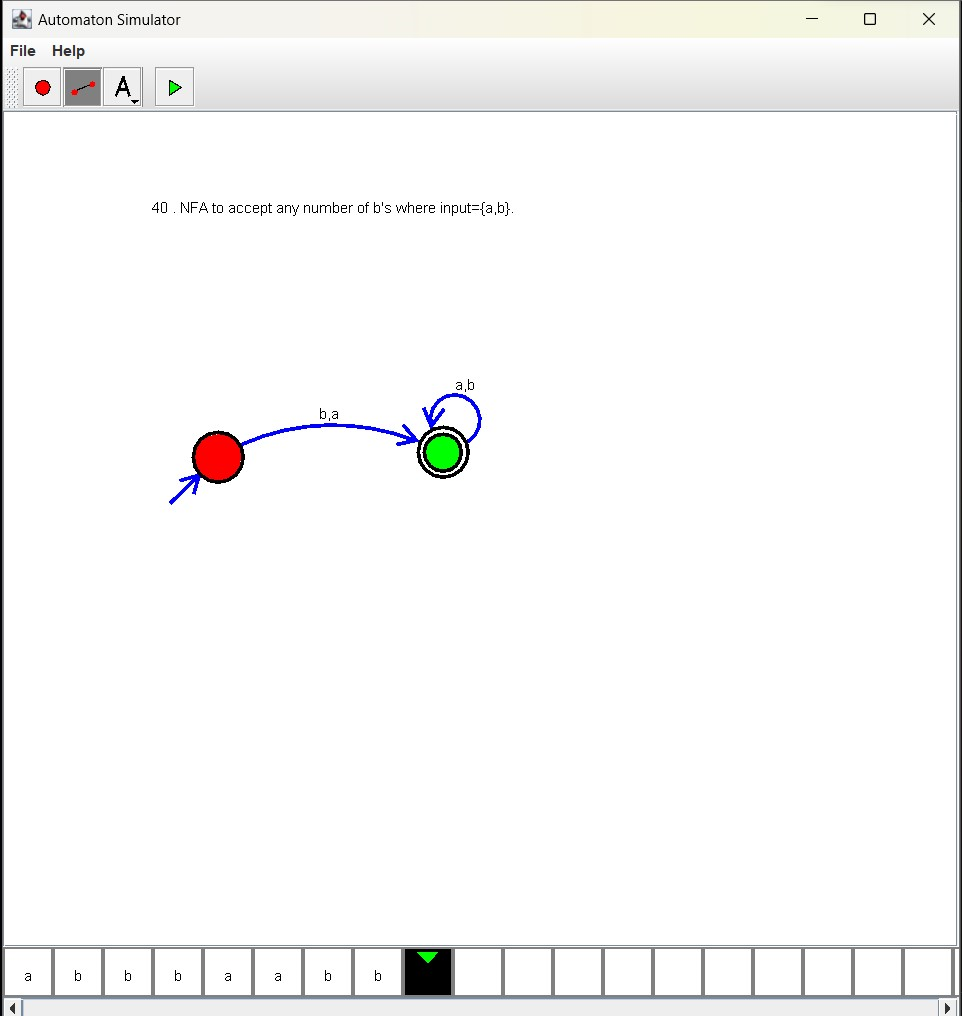 Automaton Simulator
File Help
A
40 . NFA to accept any number of b's where input={a,b}.
a,b
b,a
a b b b a a b b